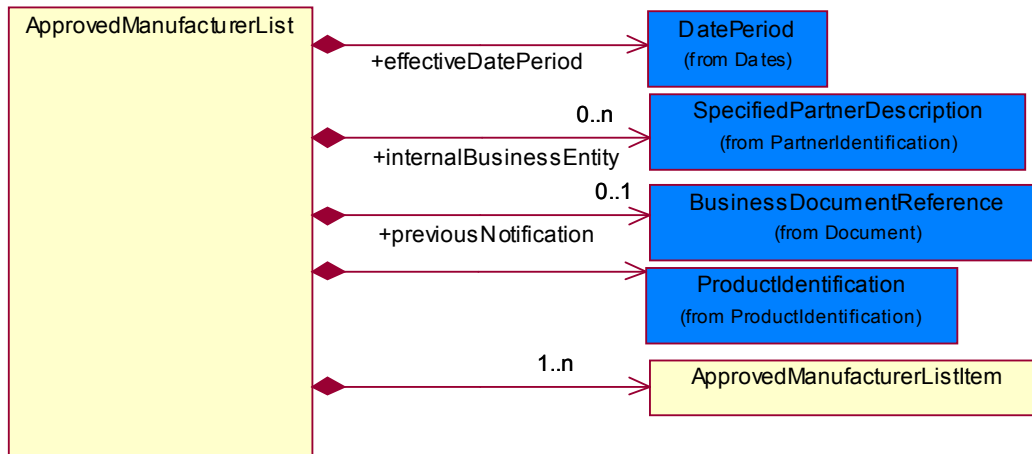 ApprovedManufacturerList
DatePeriod
(from Dates)
+effectiveDatePeriod
0..n
SpecifiedPartnerDescription
(from PartnerIdentification)
+internalBusinessEntity
0..1
BusinessDocumentReference
(from Document)
+previousNotification
ProductIdentification
(from ProductIdentification)
1..n
ApprovedManufacturerListItem